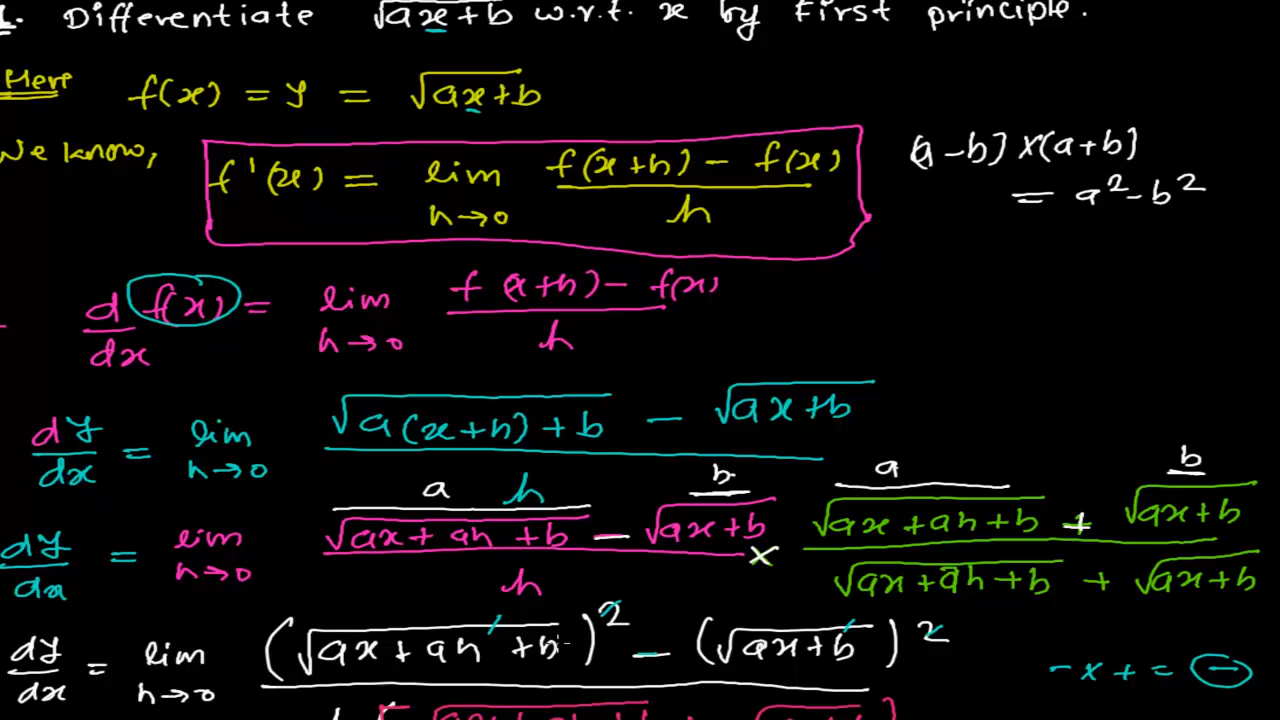 1. Differentiate √(ax+b) w.r.t. x by First principle.
Here f(x) = y = √(ax+b)
We know, f'(x) = lim h→0 (f(x+h) - f(x))/h
(a-b) × (a+b)
= a² - b²
d/dx f(x) = lim h→0 (f(x+h) - f(x))/h
dy/dx = lim h→0 (√(a(x+h)+b) - √(ax+b))/h
a b a b
dy/dx = lim h→0 (√(ax+ah+b) - √(ax+b))/h × (√(ax+ah+b) + √(ax+b))/(√(ax+ah+b) + √(ax+b))
dy/dx = lim h→0 (√(ax+ah+b))² - (√(ax+b))²
- × + = -